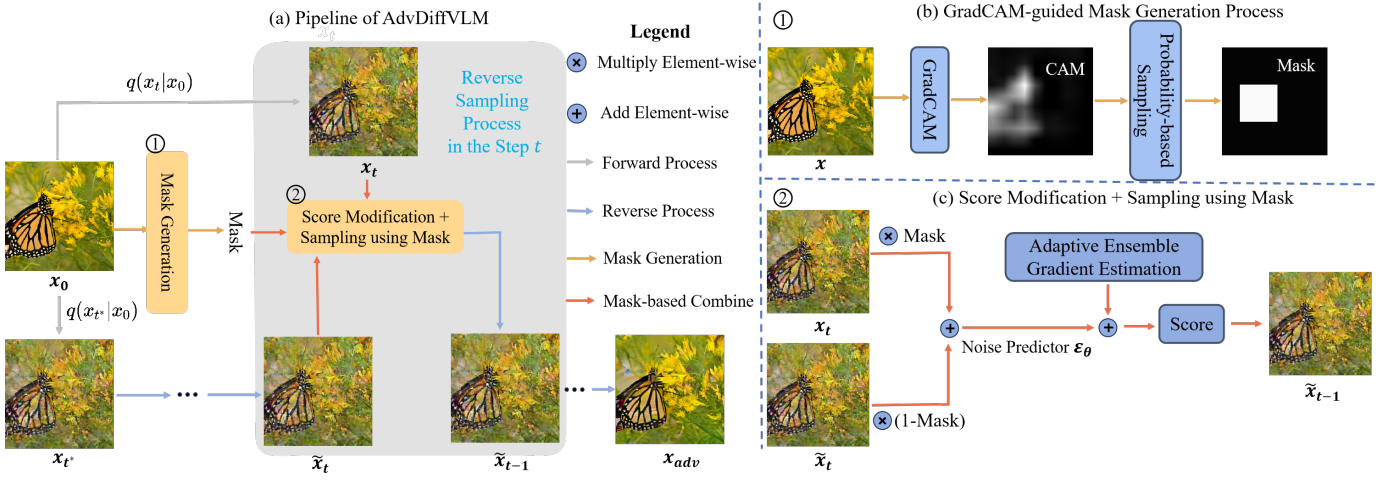 (a) Pipeline of AdvDiffVLM
x_t
q(x_t|x_0)
Reverse
Sampling
Process
in the Step t
x_t
①
Mask Generation
Mask
x_0
②
Score Modification +
Sampling using Mask
q(x_{t*}|x_0)
x_{t*}
...
x̃_t
x̃_{t−1}
...
x_{adv}
Legend
× Multiply Element-wise
+ Add Element-wise
Forward Process
Reverse Process
Mask Generation
Mask-based Combine
①
(b) GradCAM-guided Mask Generation Process
x
GradCAM
CAM
Probability-based
Sampling
Mask
②
(c) Score Modification + Sampling using Mask
× Mask
x_t
Adaptive Ensemble
Gradient Estimation
+
Noise Predictor ε_θ
+
Score
x̃_{t−1}
× (1-Mask)
x̃_t